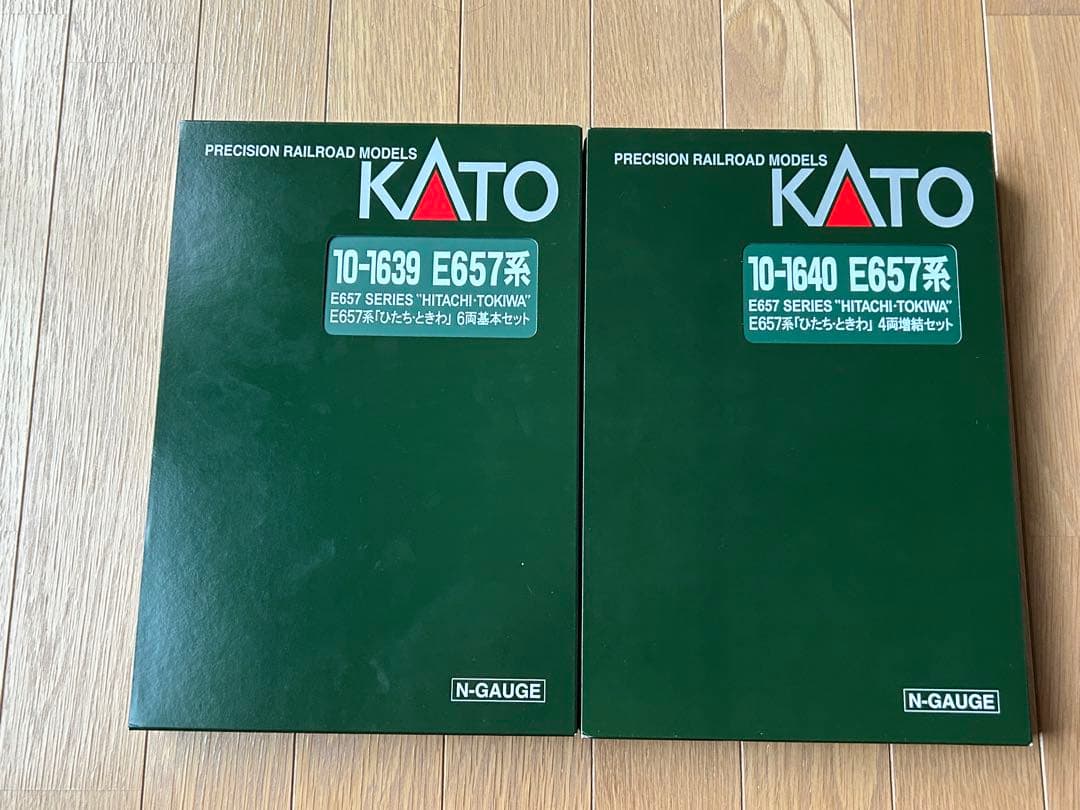 PRECISION RAILROAD MODELS
KATO
10-1639 E657系
E657 SERIES "HITACHI・TOKIWA"
E657系「ひたち・ときわ」 6両基本セット
N-GAUGE
PRECISION RAILROAD MODELS
KATO
10-1640 E657系
E657 SERIES "HITACHI・TOKIWA"
E657系「ひたち・ときわ」 4両増結セット
N-GAUGE